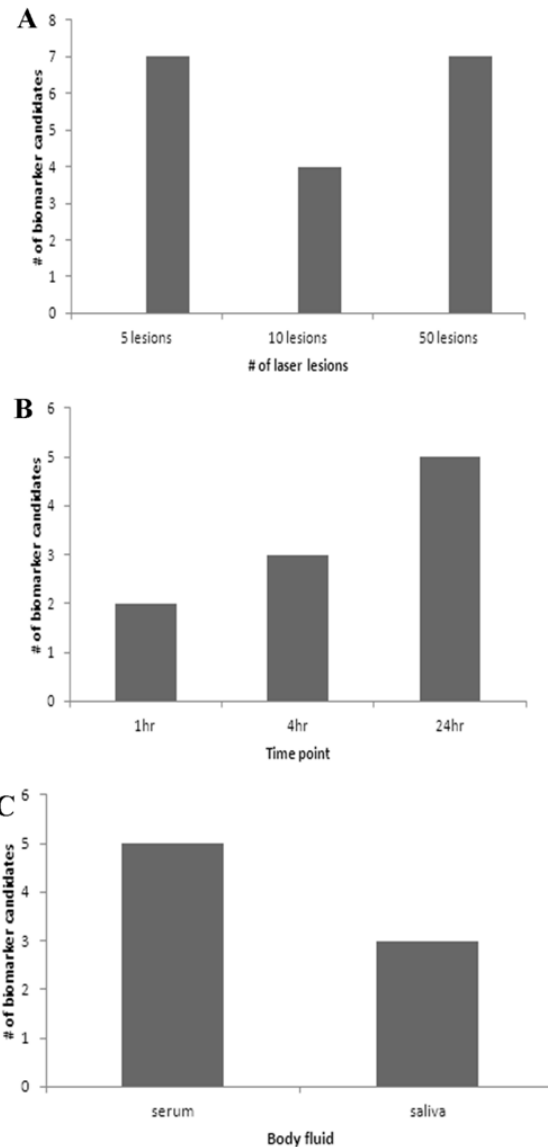 A
# of biomarker candidates
8
7
6
5
4
3
2
1
0
5 lesions
10 lesions
50 lesions
# of laser lesions
B
# of biomarker candidates
6
5
4
3
2
1
0
1hr
4hr
24hr
Time point
C
# of biomarker candidates
6
5
4
3
2
1
0
serum
saliva
Body fluid